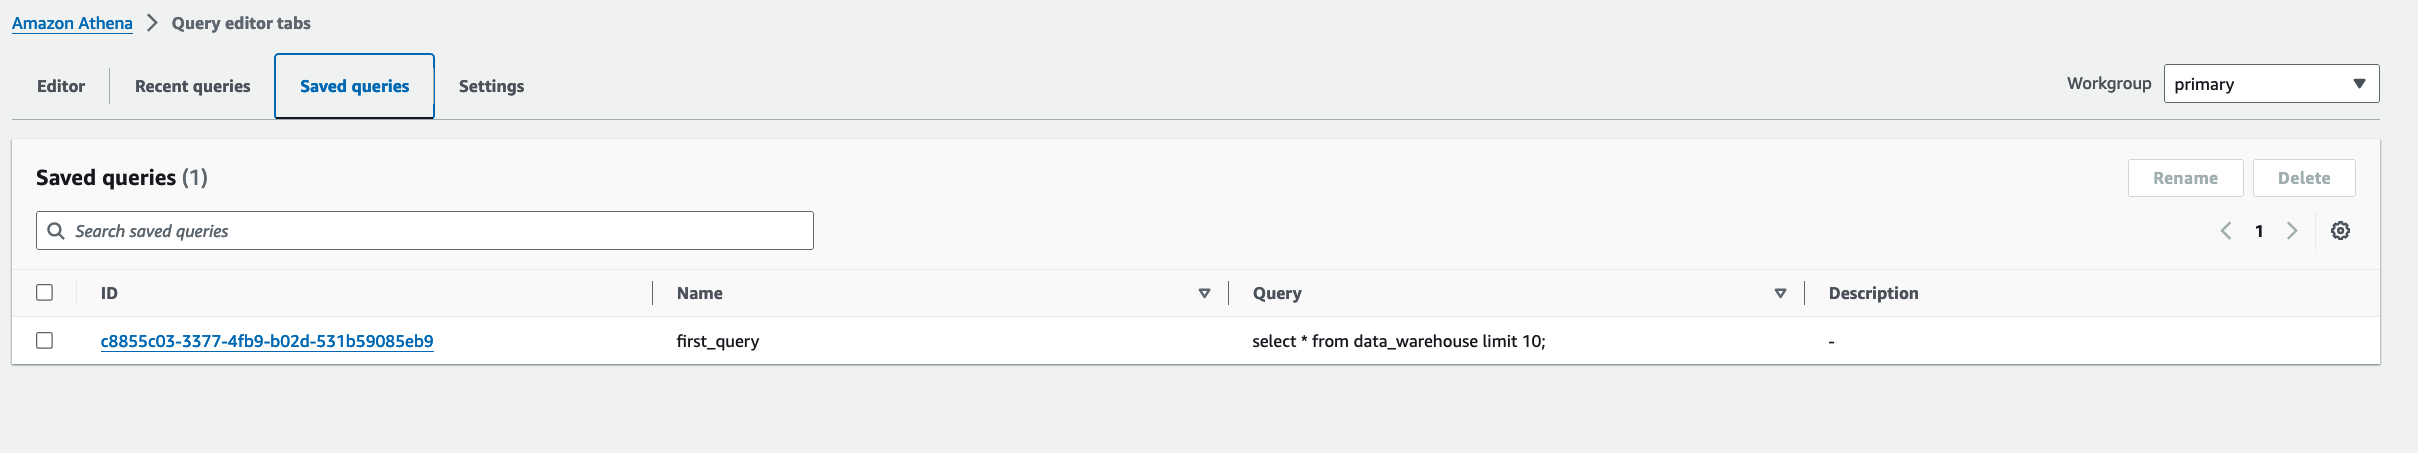 Amazon Athena > Query editor tabs
Editor Recent queries Saved queries Settings Workgroup primary
Saved queries (1) Rename Delete
Search saved queries 1
ID Name Query Description
c8855c03-3377-4fb9-b02d-531b59085eb9 first_query select * from data_warehouse limit 10; -